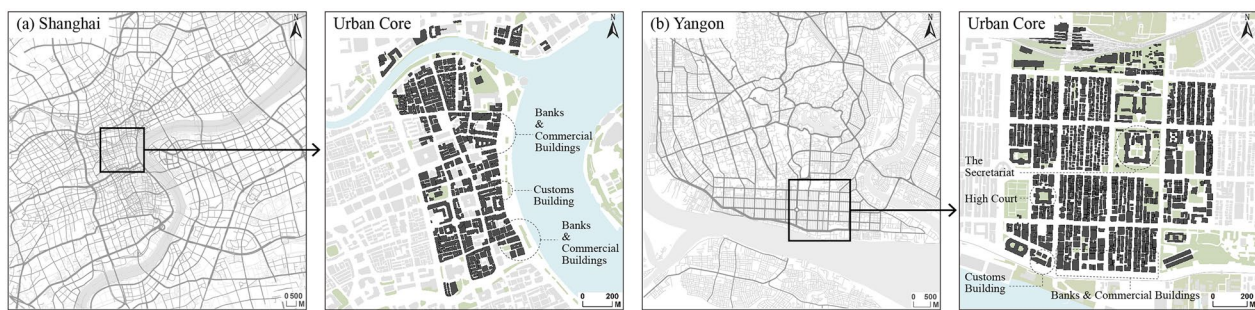 (a) Shanghai
N
0 500
M
Urban Core
N
Banks
&
Commercial
Buildings
Customs
Building
Banks
&
Commercial
Buildings
0 200
M
(b) Yangon
N
0 500
M
Urban Core
N
The
Secretariat
High Court
Customs
Building
Banks & Commercial Buildings
0 200
M